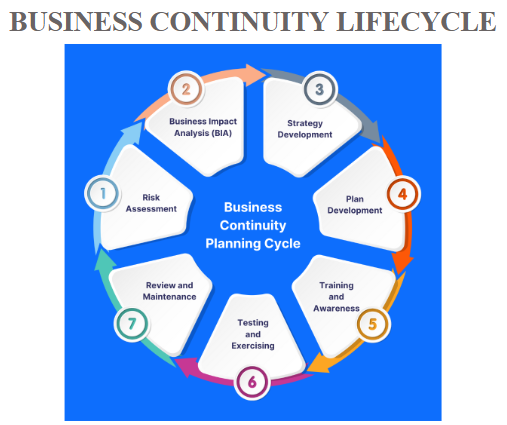 BUSINESS CONTINUITY LIFECYCLE
Business
Continuity
Planning Cycle
1
Risk
Assessment
2
Business Impact
Analysis (BIA)
3
Strategy
Development
4
Plan
Development
5
Training
and
Awareness
6
Testing
and
Exercising
7
Review and
Maintenance